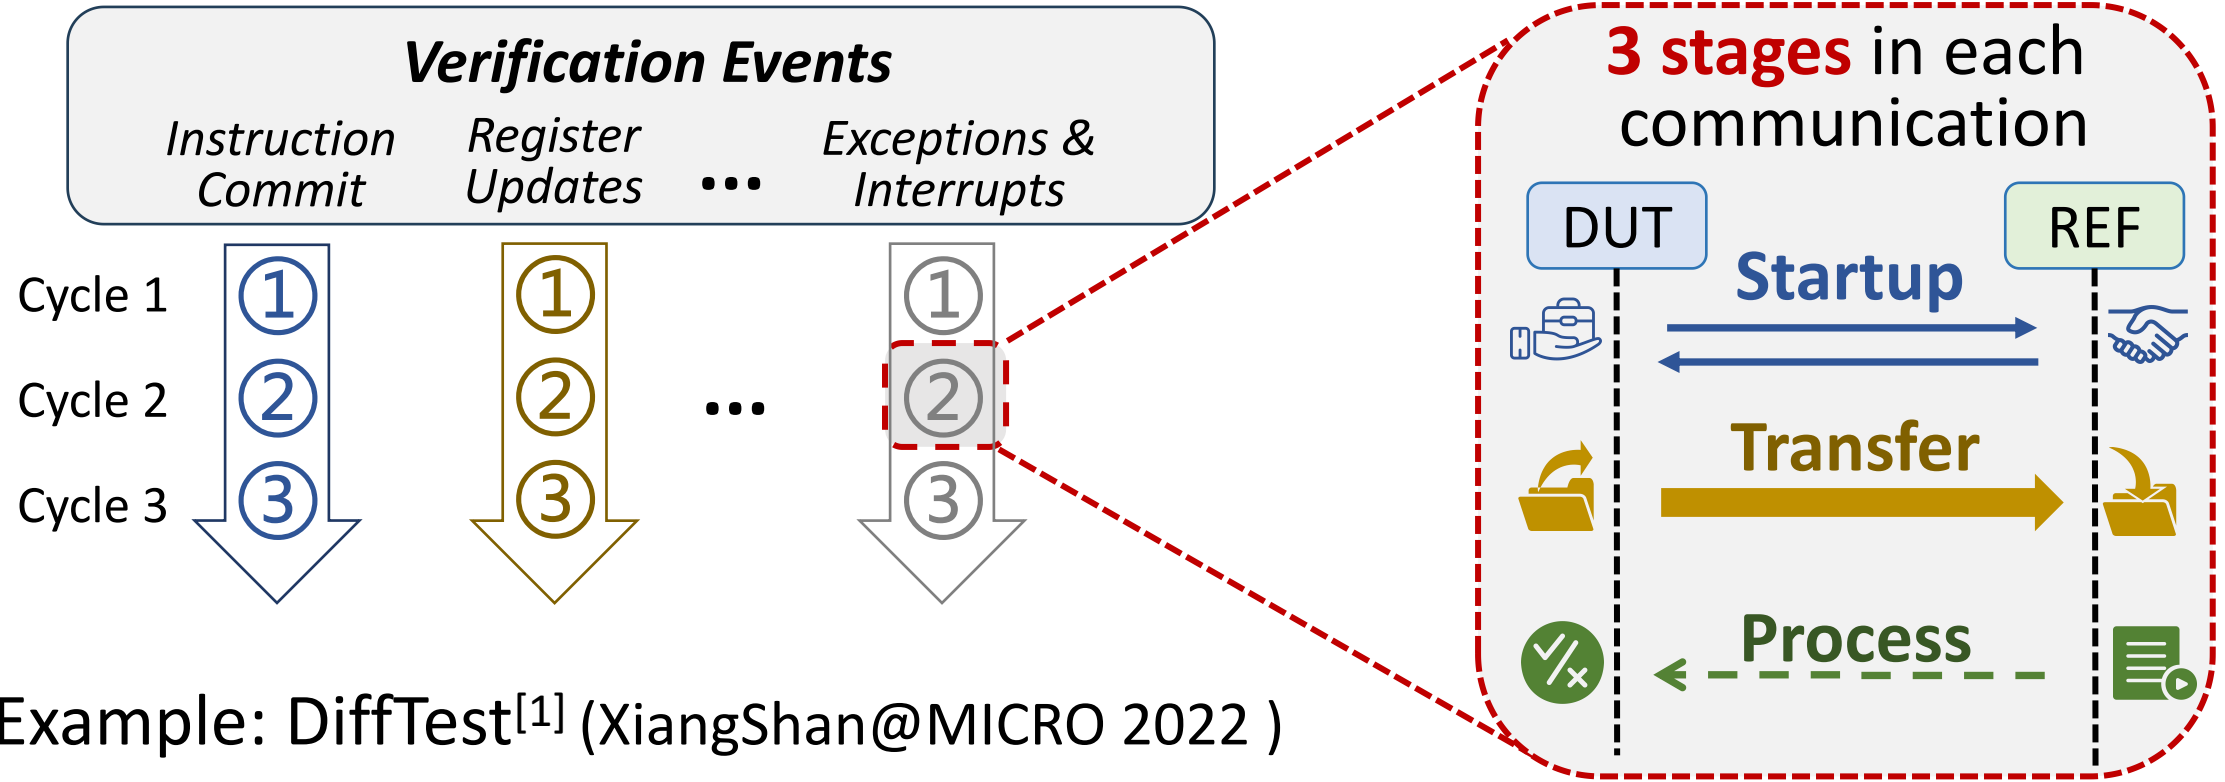 Verification Events
Instruction
Commit
Register
Updates
...
Exceptions &
Interrupts
Cycle 1
① ① ①
Cycle 2
② ② ... ②
Cycle 3
③ ③ ③
Example: DiffTest[1] (XiangShan@MICRO 2022 )
3 stages in each
communication
DUT
REF
Startup
Transfer
Process